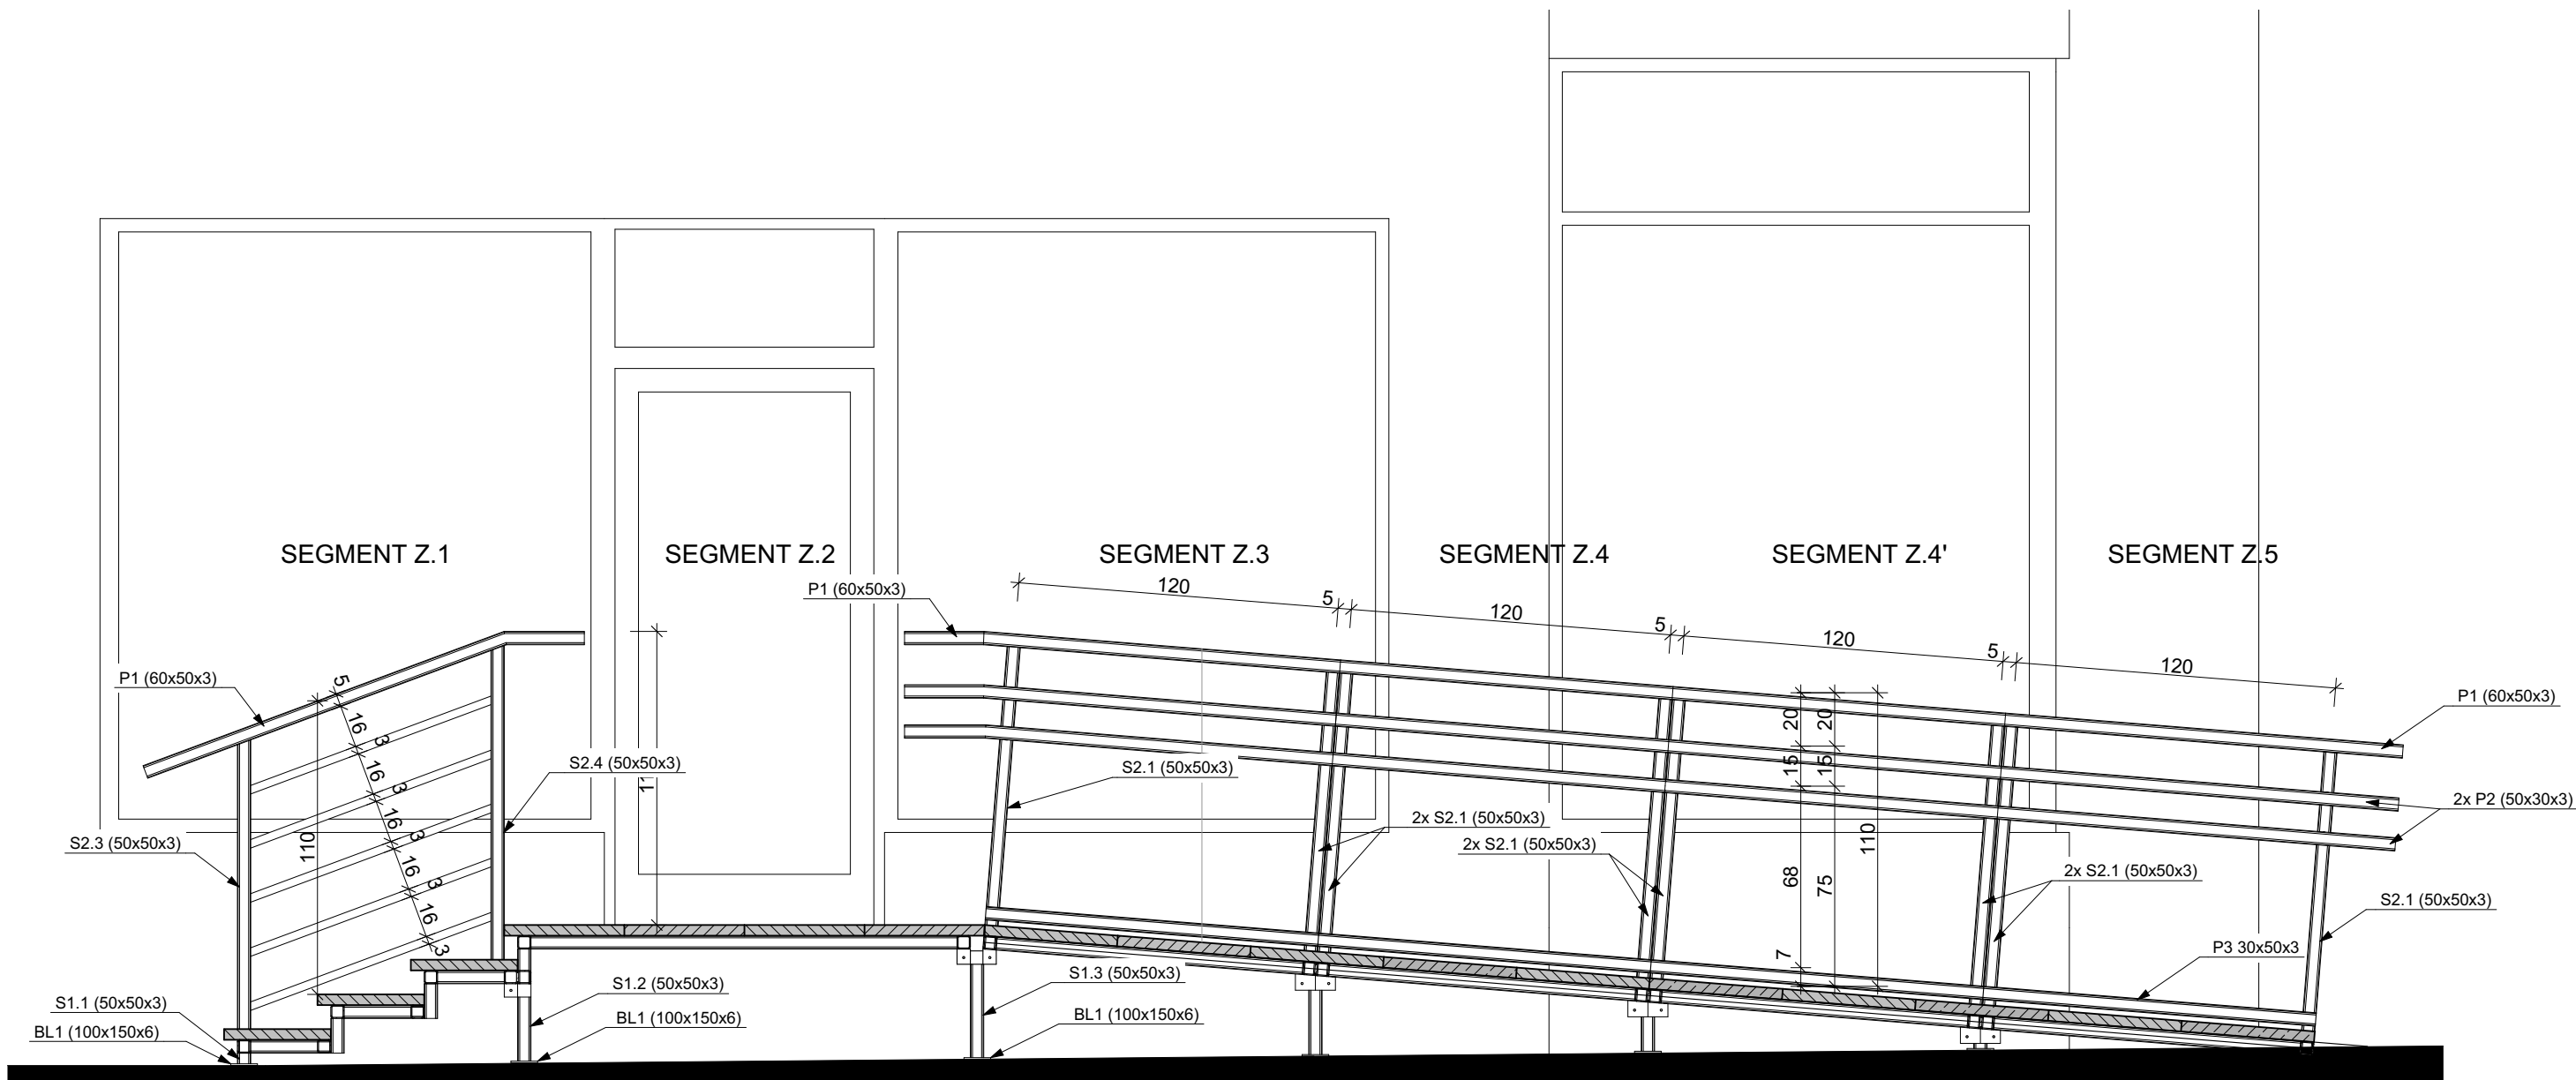 SEGMENT Z.1
SEGMENT Z.2
SEGMENT Z.3
SEGMENT Z.4
SEGMENT Z.4'
SEGMENT Z.5
P1 (60x50x3)
120
5
120
5
120
5
120
P1 (60x50x3)
5
16
3
16
3
16
3
16
3
16
3
110
S2.4 (50x50x3)
S2.1 (50x50x3)
20
20
15
15
68
75
110
7
P1 (60x50x3)
2x P2 (50x30x3)
S2.3 (50x50x3)
2x S2.1 (50x50x3)
2x S2.1 (50x50x3)
2x S2.1 (50x50x3)
S2.1 (50x50x3)
P3 30x50x3
S1.1 (50x50x3)
BL1 (100x150x6)
S1.2 (50x50x3)
BL1 (100x150x6)
S1.3 (50x50x3)
BL1 (100x150x6)